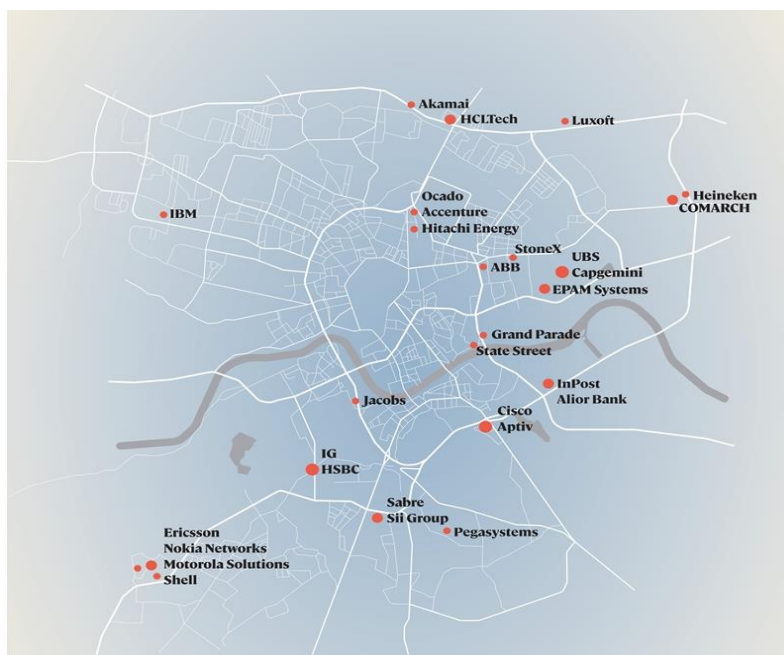 Akamai
HCLTech
Luxoft
Heineken
COMARCH
IBM
Ocado
Accenture
Hitachi Energy
StoneX
ABB
UBS
Capgemini
EPAM Systems
Grand Parade
State Street
InPost
Alior Bank
Jacobs
Cisco
Aptiv
IG
HSBC
Sabre
Sii Group
Pegasystems
Ericsson
Nokia Networks
Motorola Solutions
Shell